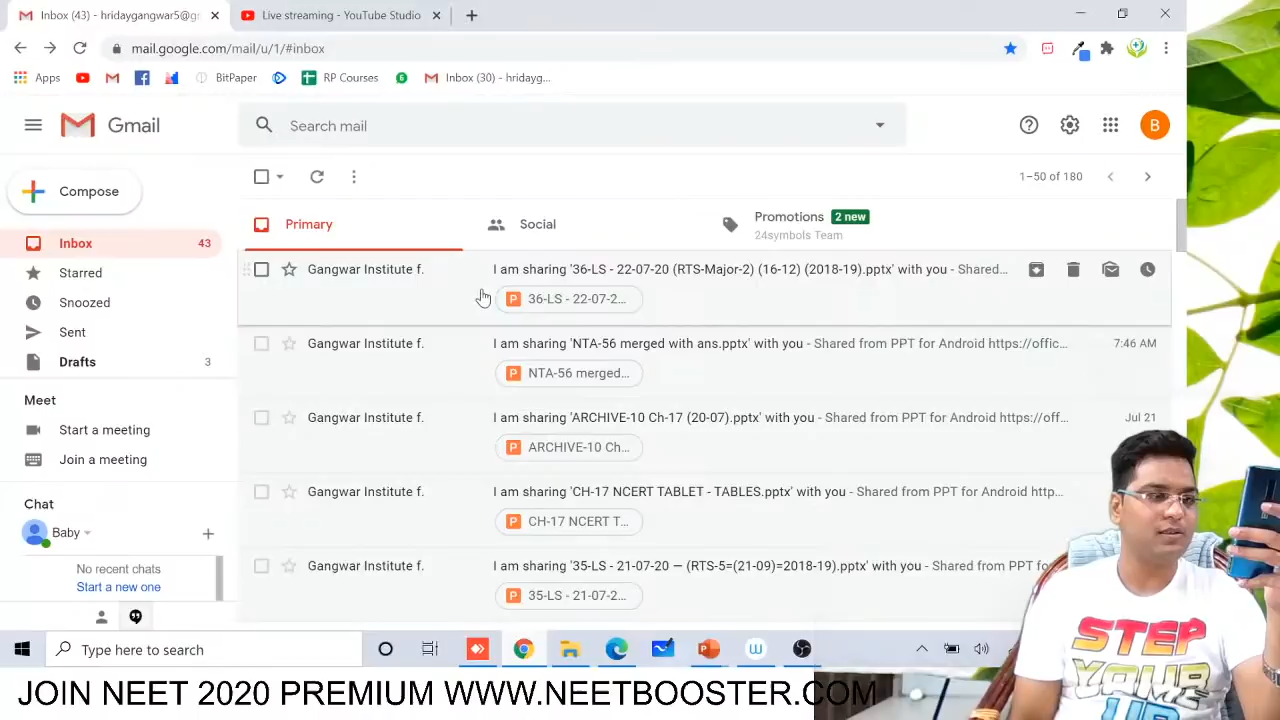 Inbox (43) - hridaygangwar5@g
Live streaming - YouTube Studio
mail.google.com/mail/u/1/#inbox
Apps
BitPaper
RP Courses
Inbox (30) - hridayg...
Gmail
Search mail
B
Compose
1–50 of 180
Primary
Social
Promotions 2 new
24symbols Team
Inbox 43
Starred
Snoozed
Sent
Drafts 3
Gangwar Institute f. I am sharing '36-LS - 22-07-20 (RTS-Major-2) (16-12) (2018-19).pptx' with you - Shared...
P 36-LS - 22-07-2...
Gangwar Institute f. I am sharing 'NTA-56 merged with ans.pptx' with you - Shared from PPT for Android https://offic... 7:46 AM
P NTA-56 merged...
Gangwar Institute f. I am sharing 'ARCHIVE-10 Ch-17 (20-07).pptx' with you - Shared from PPT for Android https://off... Jul 21
P ARCHIVE-10 Ch...
Gangwar Institute f. I am sharing 'CH-17 NCERT TABLET - TABLES.pptx' with you - Shared from PPT for Android http...
P CH-17 NCERT T...
Gangwar Institute f. I am sharing '35-LS - 21-07-20 — (RTS-5=(21-09)=2018-19).pptx' with you - Shared from PPT fo
P 35-LS - 21-07-2...
Meet
Start a meeting
Join a meeting
Chat
Baby
No recent chats
Start a new one
Type here to search
STEP
YOUR
UP
JOIN NEET 2020 PREMIUM WWW.NEETBOOSTER.COM